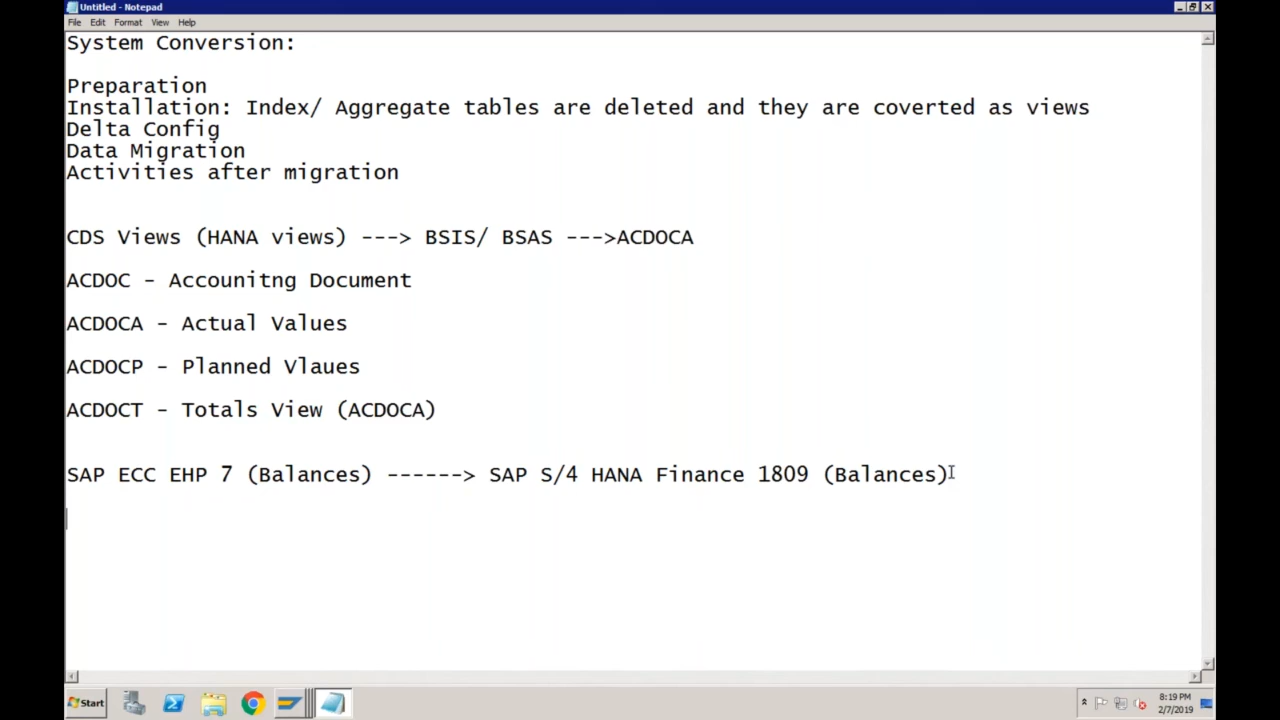 Untitled - Notepad
File Edit Format View Help
System Conversion:
Preparation
Installation: Index/ Aggregate tables are deleted and they are coverted as views
Delta Config
Data Migration
Activities after migration
CDS Views (HANA views) ---> BSIS/ BSAS --->ACDOCA
ACDOC - Accounitng Document
ACDOCA - Actual Values
ACDOCP - Planned Vlaues
ACDOCT - Totals View (ACDOCA)
SAP ECC EHP 7 (Balances) ------> SAP S/4 HANA Finance 1809 (Balances)
Start
8:19 PM
2/7/2019